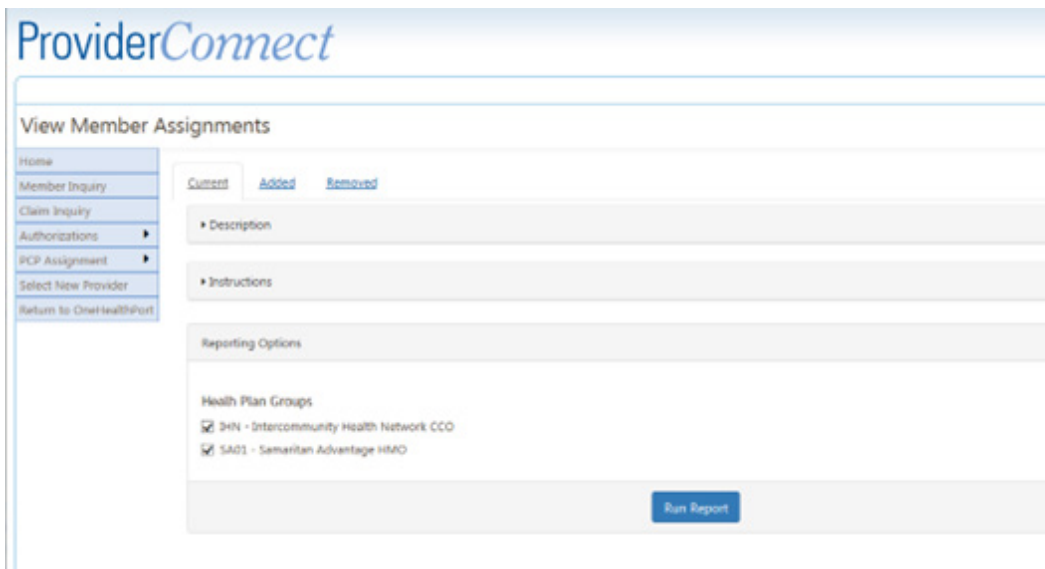 ProviderConnect
View Member Assignments
Home
Member Inquiry
Claim Inquiry
Authorizations
PCP Assignment
Select New Provider
Return to OneHealthPort
Current Added Removed
Description
Instructions
Reporting Options
Healh Plan Groups
IHN - Intercommunity Health Network CCO
SA01 - Samaritan Advantage HMO
Run Report